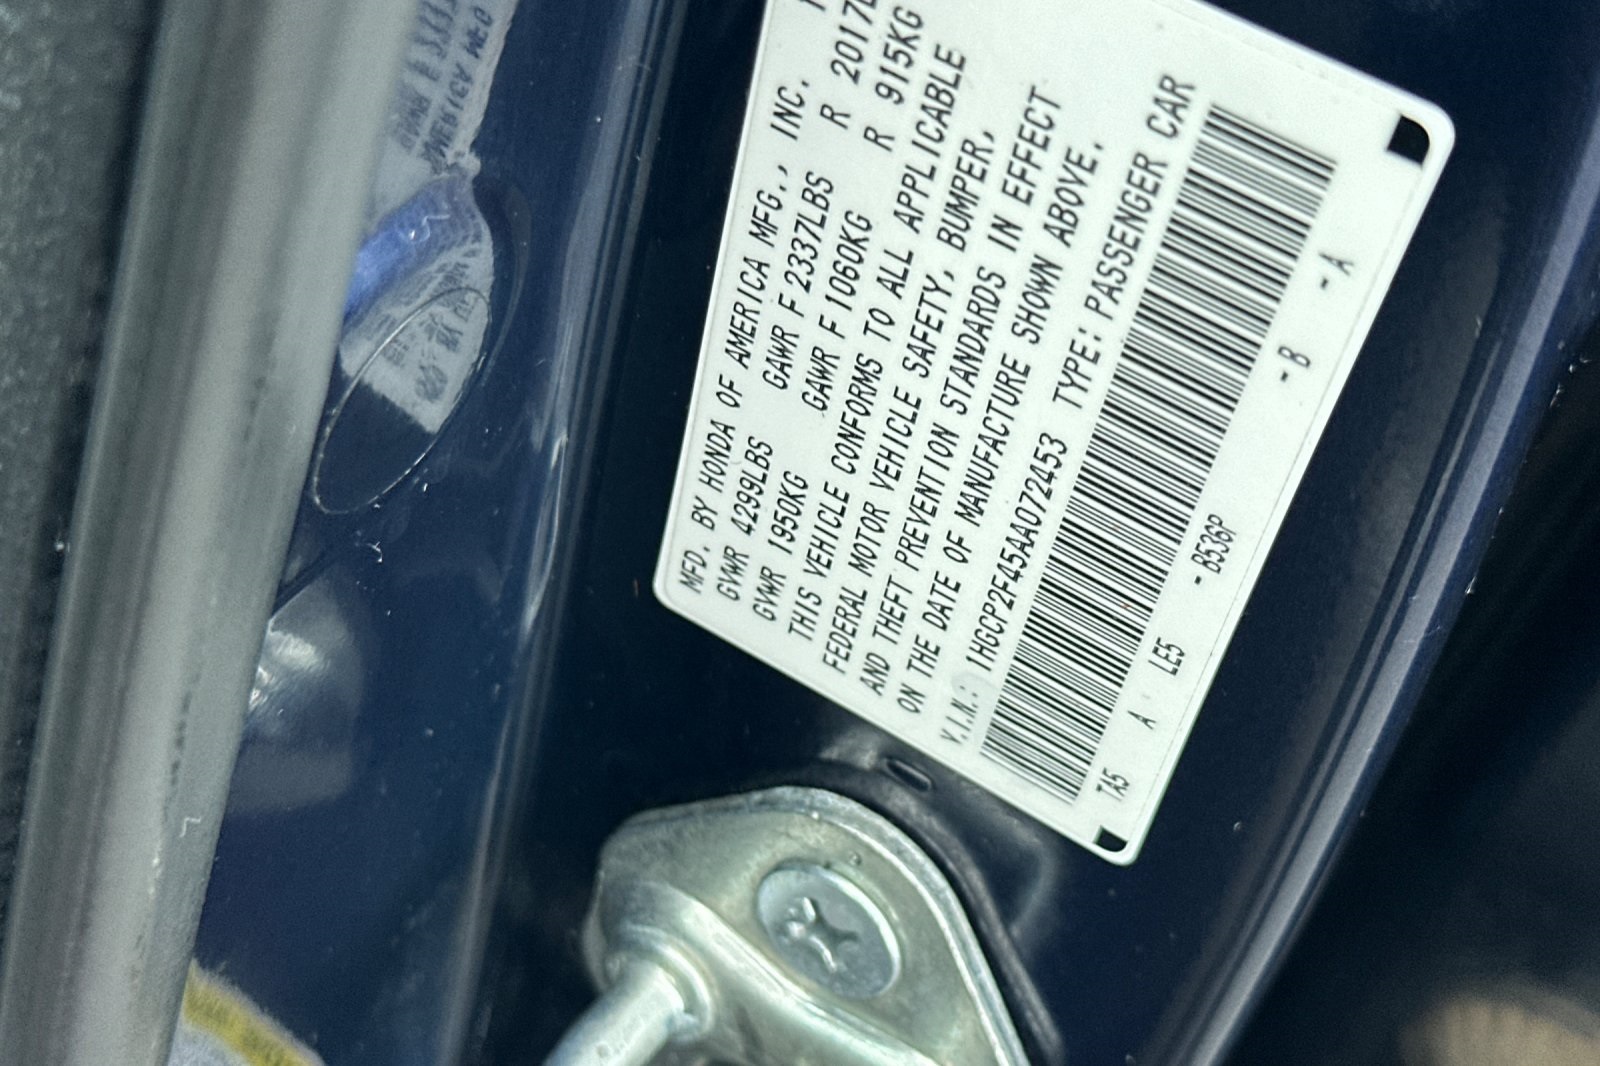 MFD. BY HONDA OF AMERICA MFG., INC.
GVWR 4299LBS GAWR F 2337LBS R 2017
GVWR 1950KG GAWR F 1060KG R 915KG
THIS VEHICLE CONFORMS TO ALL APPLICABLE
FEDERAL MOTOR VEHICLE SAFETY, BUMPER,
AND THEFT PREVENTION STANDARDS IN EFFECT
ON THE DATE OF MANUFACTURE SHOWN ABOVE.
V.I.N.: 1HGCP2F45AA072453 TYPE: PASSENGER CAR
TA5 A LE5 -B536P -B -A